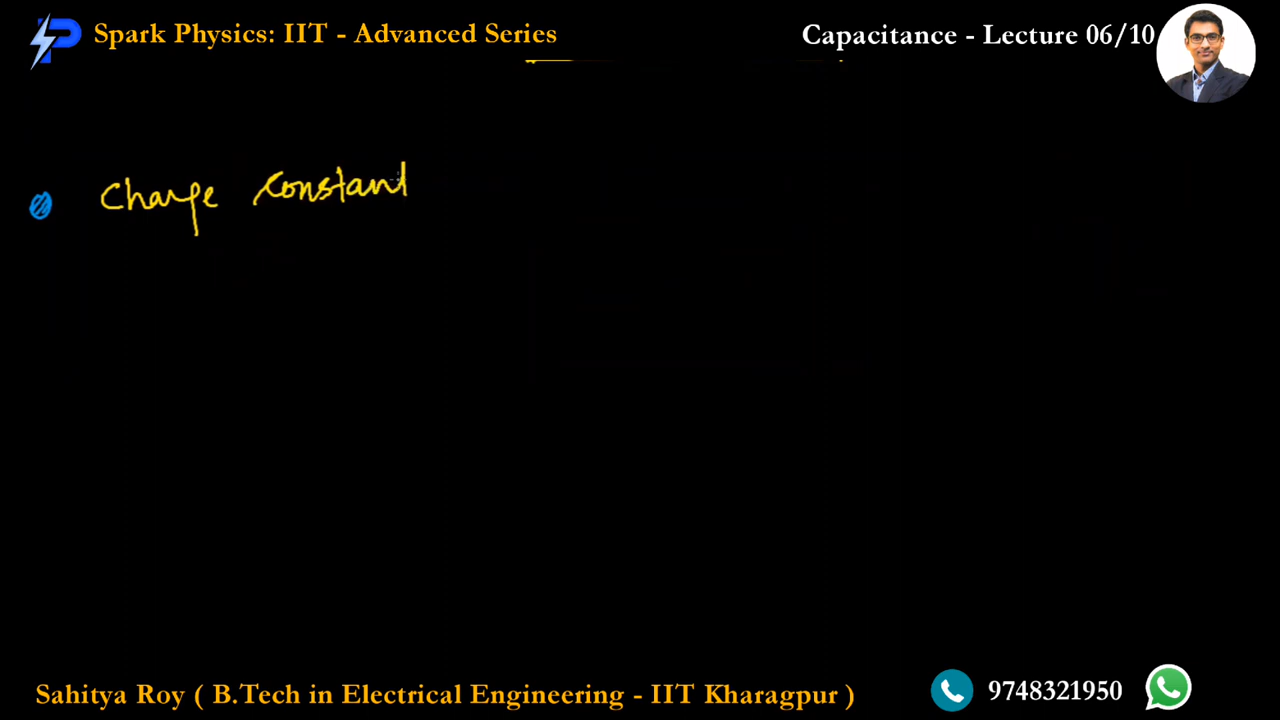 Spark Physics: IIT - Advanced Series
Capacitance - Lecture 06/10
Charge constant
Sahitya Roy ( B.Tech in Electrical Engineering - IIT Kharagpur )
9748321950